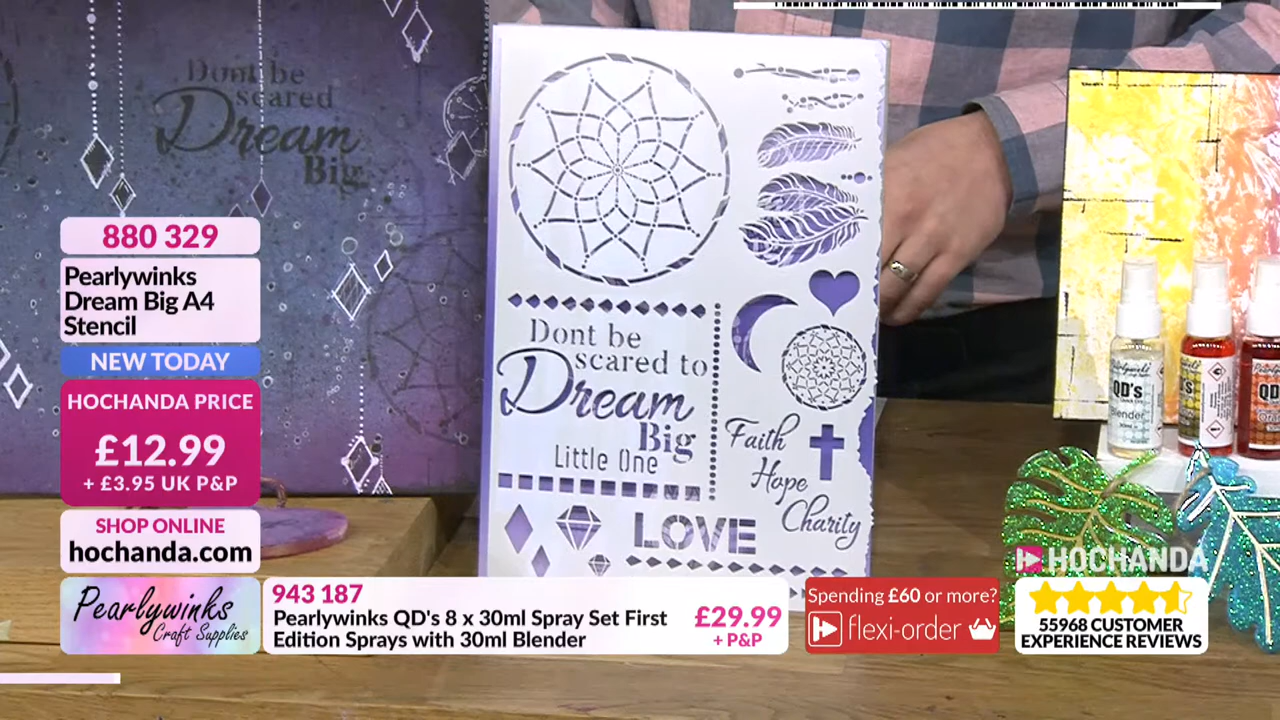 Dont be
scared
Dream
Big
880 329
Pearlywinks
Dream Big A4
Stencil
NEW TODAY
HOCHANDA PRICE
£12.99
+ £3.95 UK P&P
SHOP ONLINE
hochanda.com
Dont be
scared to
Dream
Big
Little One
Faith
Hope
Charity
LOVE
QD's
Blender
QD
Pearlywinks
Craft Supplies
943 187
Pearlywinks QD's 8 x 30ml Spray Set First
Edition Sprays with 30ml Blender
£29.99
+ P&P
Spending £60 or more?
flexi-order
HOCHANDA
55968 CUSTOMER
EXPERIENCE REVIEWS